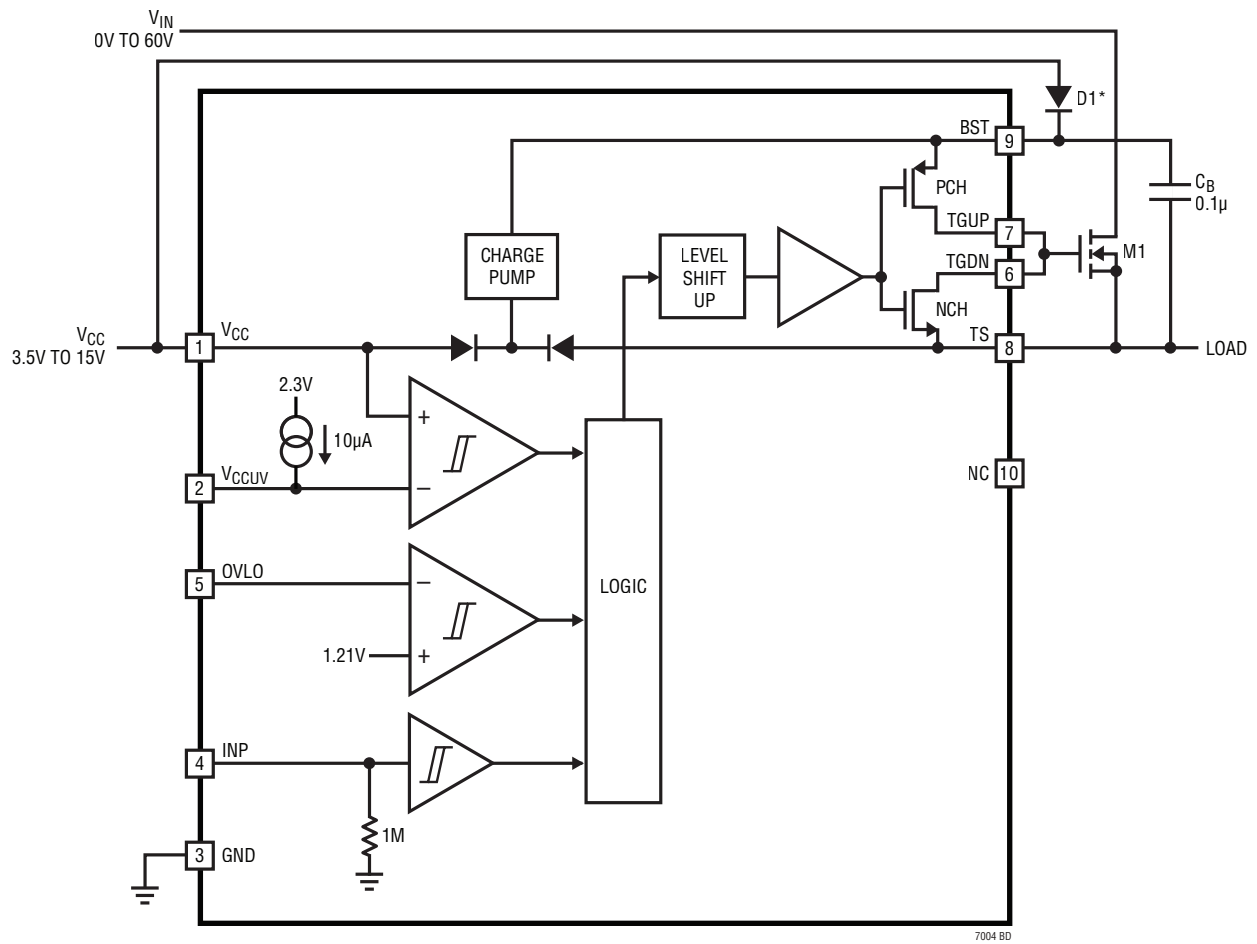 VIN
0V TO 60V
D1*
BST
9
CB
0.1µ
PCH
TGUP
7
M1
CHARGE
PUMP
LEVEL
SHIFT
UP
TGDN
6
NCH
VCC
3.5V TO 15V
1
VCC
TS
8
LOAD
2.3V
10µA
+
2
VCCUV
–
NC
10
5
OVLO
–
LOGIC
1.21V
+
4
INP
1M
3
GND
7004 BD